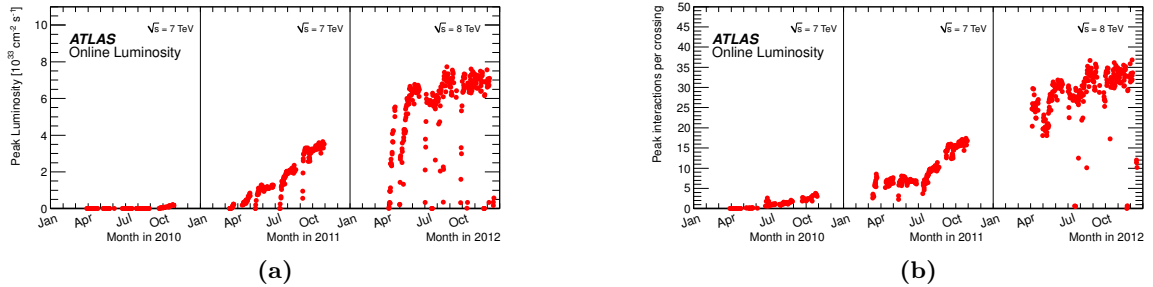 Peak Luminosity [10³³ cm⁻² s⁻¹]
10
8
6
4
2
0
ATLAS
Online Luminosity
√s = 7 TeV
√s = 7 TeV
√s = 8 TeV
Jan
Apr
Jul
Oct
Jan
Apr
Jul
Oct
Jan
Apr
Jul
Oct
Month in 2010
Month in 2011
Month in 2012
(a)
Peak interactions per crossing
50
45
40
35
30
25
20
15
10
5
0
ATLAS
Online Luminosity
√s = 7 TeV
√s = 7 TeV
√s = 8 TeV
Jan
Apr
Jul
Oct
Jan
Apr
Jul
Oct
Jan
Apr
Jul
Oct
Month in 2010
Month in 2011
Month in 2012
(b)